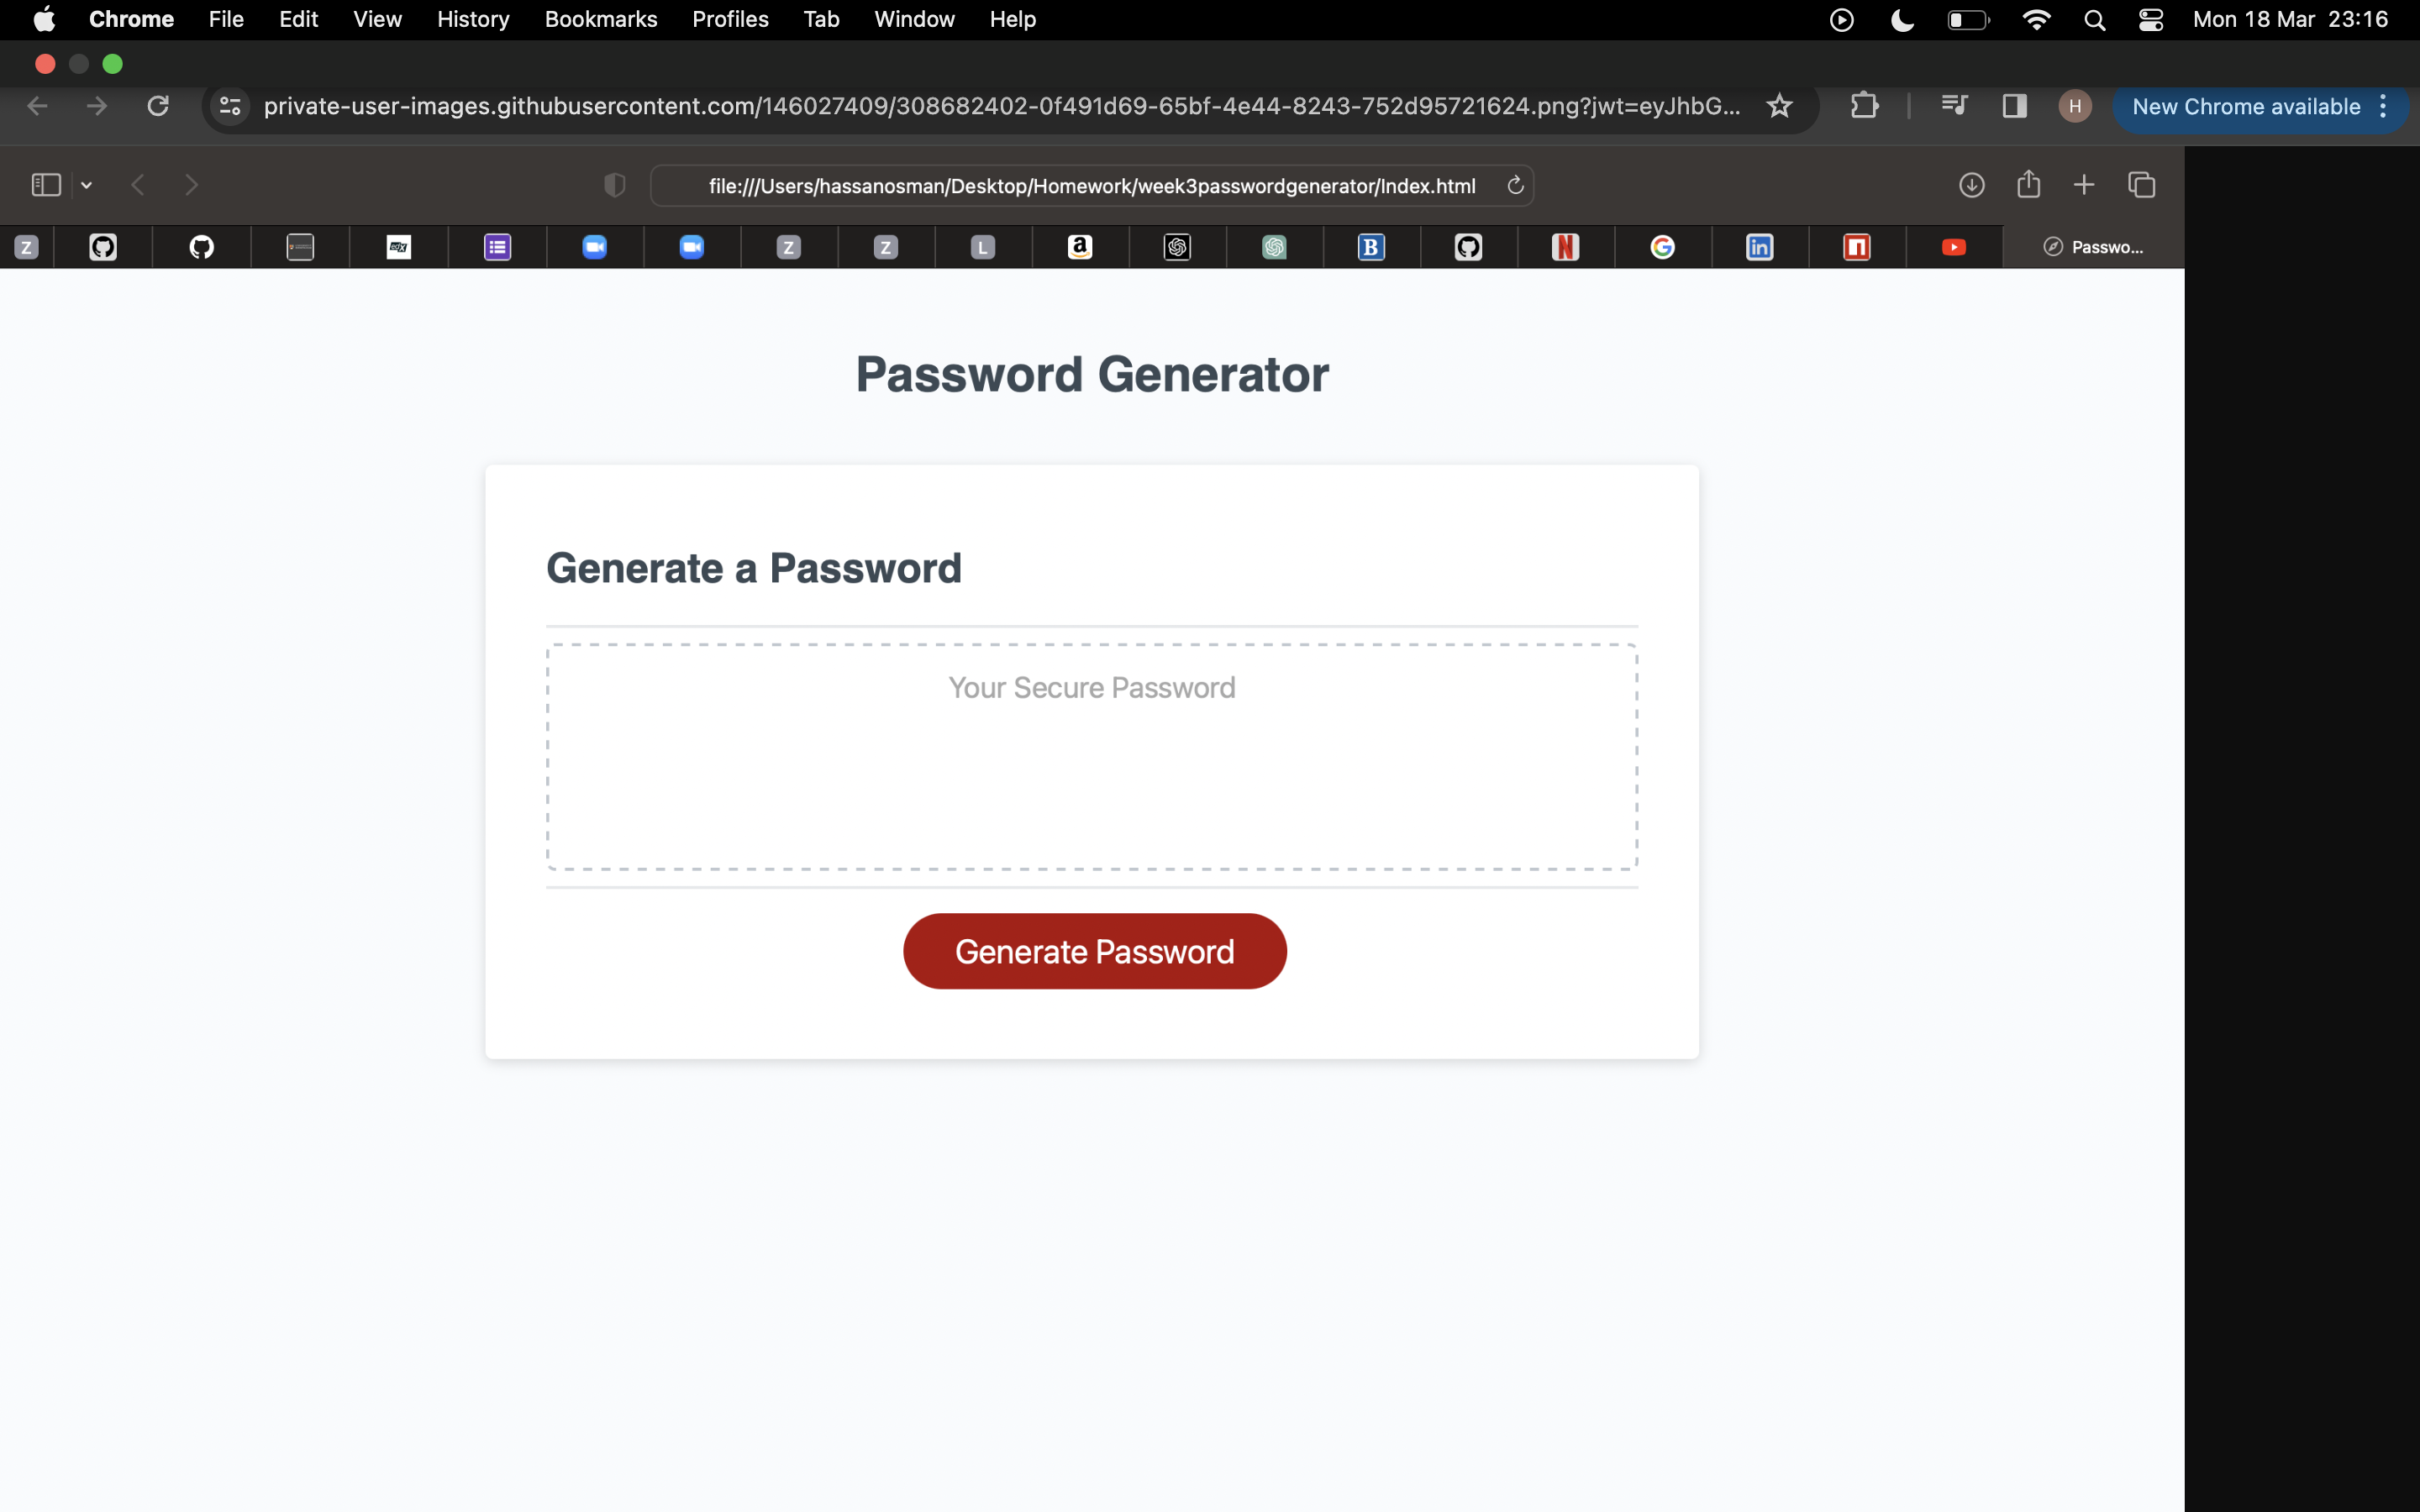 Chrome File Edit View History Bookmarks Profiles Tab Window Help Mon 18 Mar 23:16
private-user-images.githubusercontent.com/146027409/308682402-0f491d69-65bf-4e44-8243-752d95721624.png?jwt=eyJhbG... H New Chrome available
file:///Users/hassanosman/Desktop/Homework/week3passwordgenerator/Index.html
Z edX Z Z L a B N G in Passwo...
Password Generator
Generate a Password
Your Secure Password
Generate Password